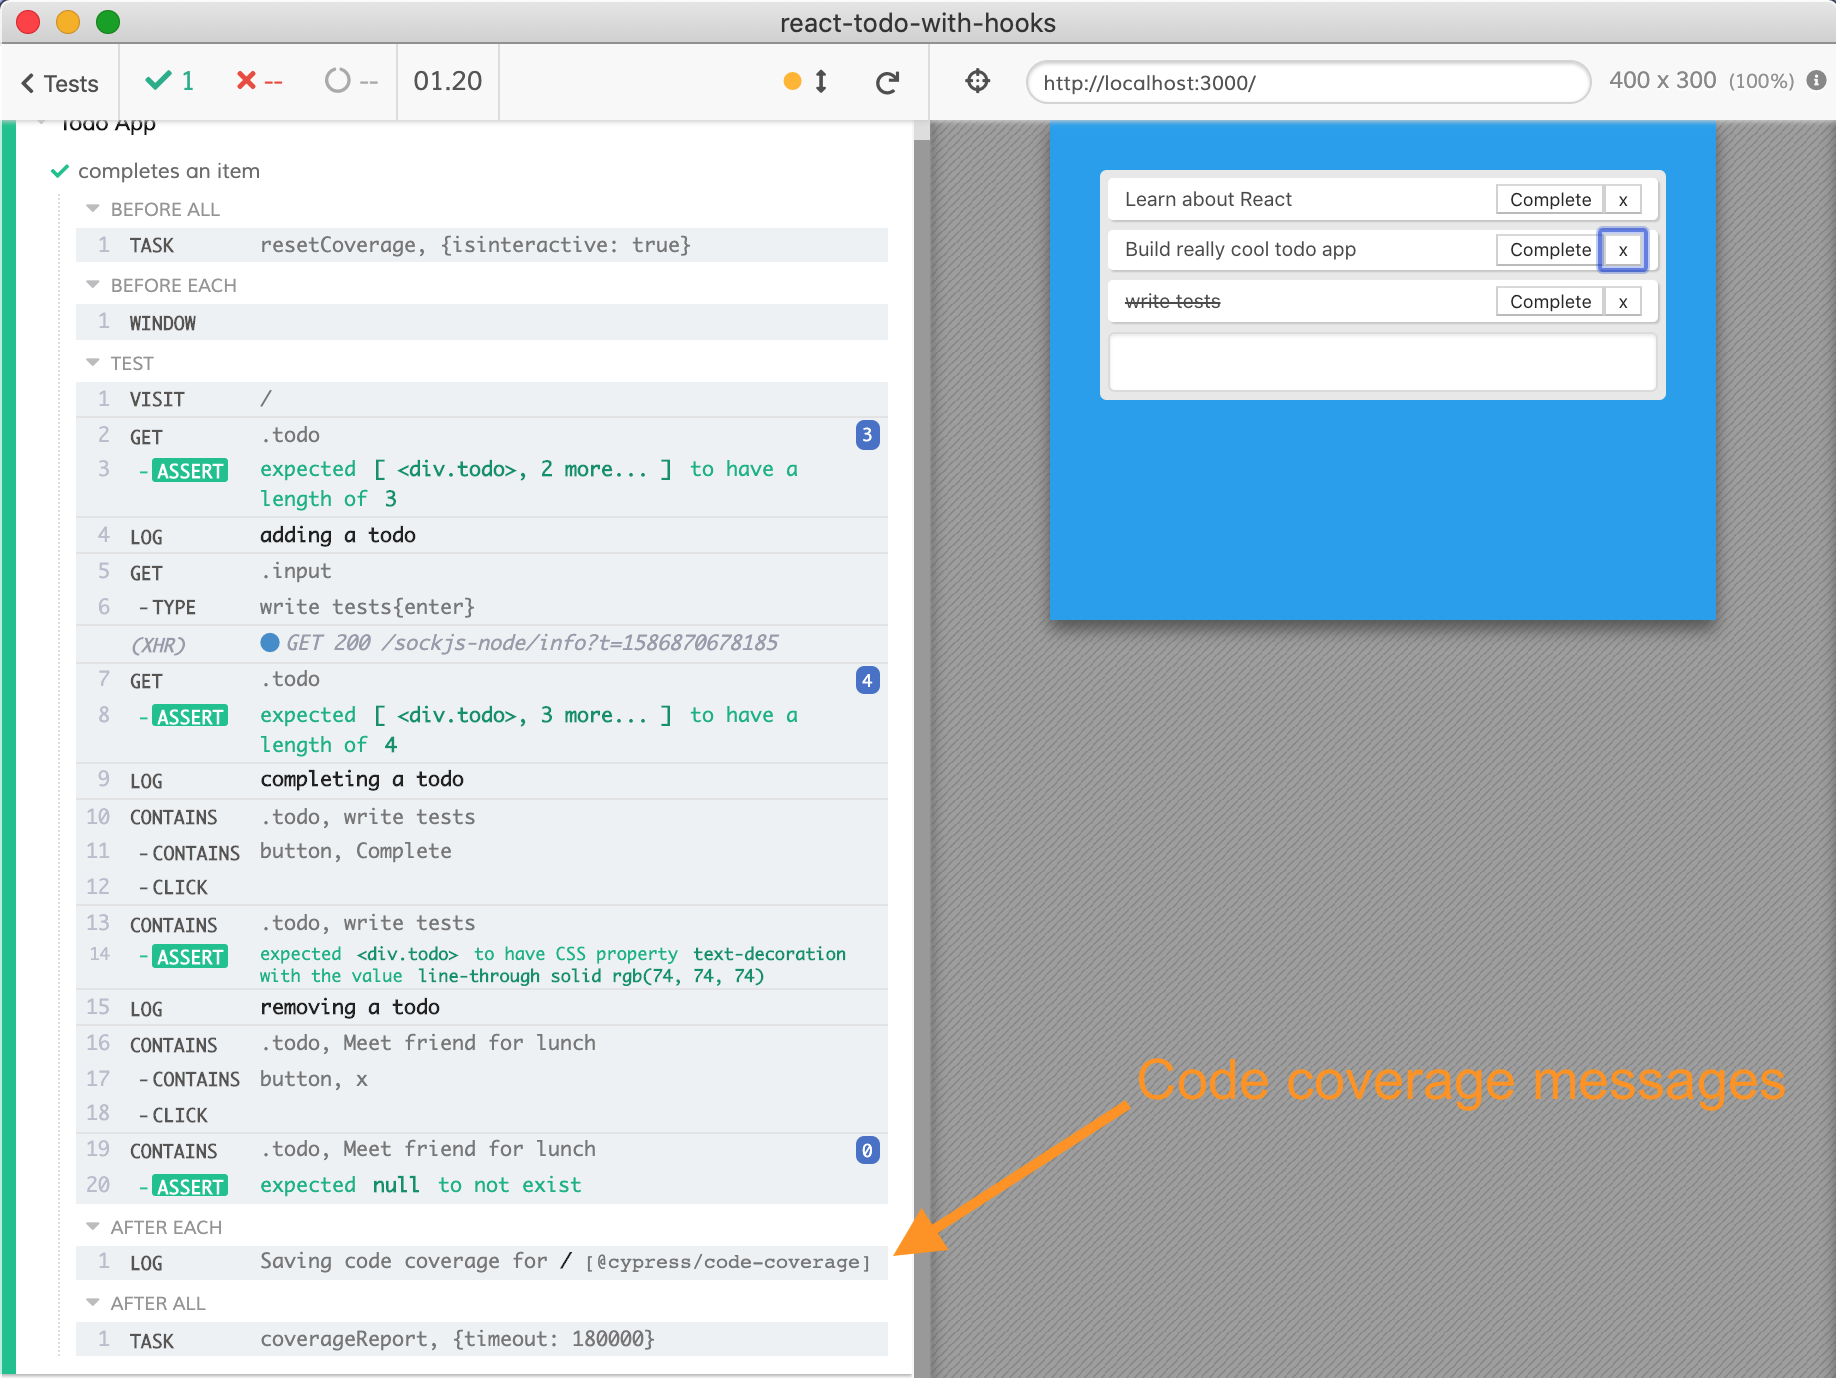 react-todo-with-hooks
Tests
1
--
--
01.20
http://localhost:3000/
400 x 300 (100%)
Todo App
completes an item
BEFORE ALL
1 TASK resetCoverage, {isinteractive: true}
BEFORE EACH
1 WINDOW
TEST
1 VISIT /
2 GET .todo 3
3 -ASSERT expected [ <div.todo>, 2 more... ] to have a
length of 3
4 LOG adding a todo
5 GET .input
6 -TYPE write tests{enter}
(XHR) GET 200 /sockjs-node/info?t=1586870678185
7 GET .todo 4
8 -ASSERT expected [ <div.todo>, 3 more... ] to have a
length of 4
9 LOG completing a todo
10 CONTAINS .todo, write tests
11 -CONTAINS button, Complete
12 -CLICK
13 CONTAINS .todo, write tests
14 -ASSERT expected <div.todo> to have CSS property text-decoration
with the value line-through solid rgb(74, 74, 74)
15 LOG removing a todo
16 CONTAINS .todo, Meet friend for lunch
17 -CONTAINS button, x
18 -CLICK
19 CONTAINS .todo, Meet friend for lunch 0
20 -ASSERT expected null to not exist
AFTER EACH
1 LOG Saving code coverage for / [@cypress/code-coverage]
AFTER ALL
1 TASK coverageReport, {timeout: 180000}
Learn about React Complete x
Build really cool todo app Complete x
write tests Complete x
Code coverage messages